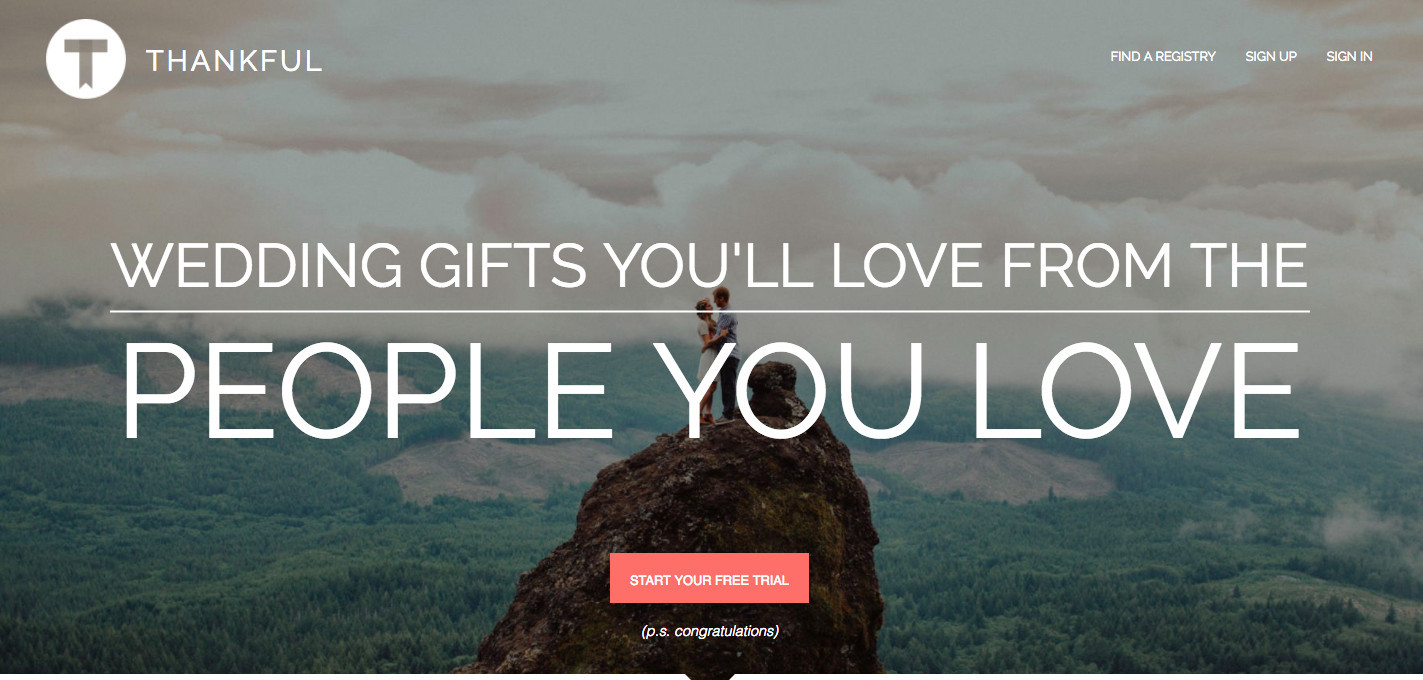 T THANKFUL
FIND A REGISTRY SIGN UP SIGN IN
WEDDING GIFTS YOU'LL LOVE FROM THE
PEOPLE YOU LOVE
START YOUR FREE TRIAL
(p.s. congratulations)